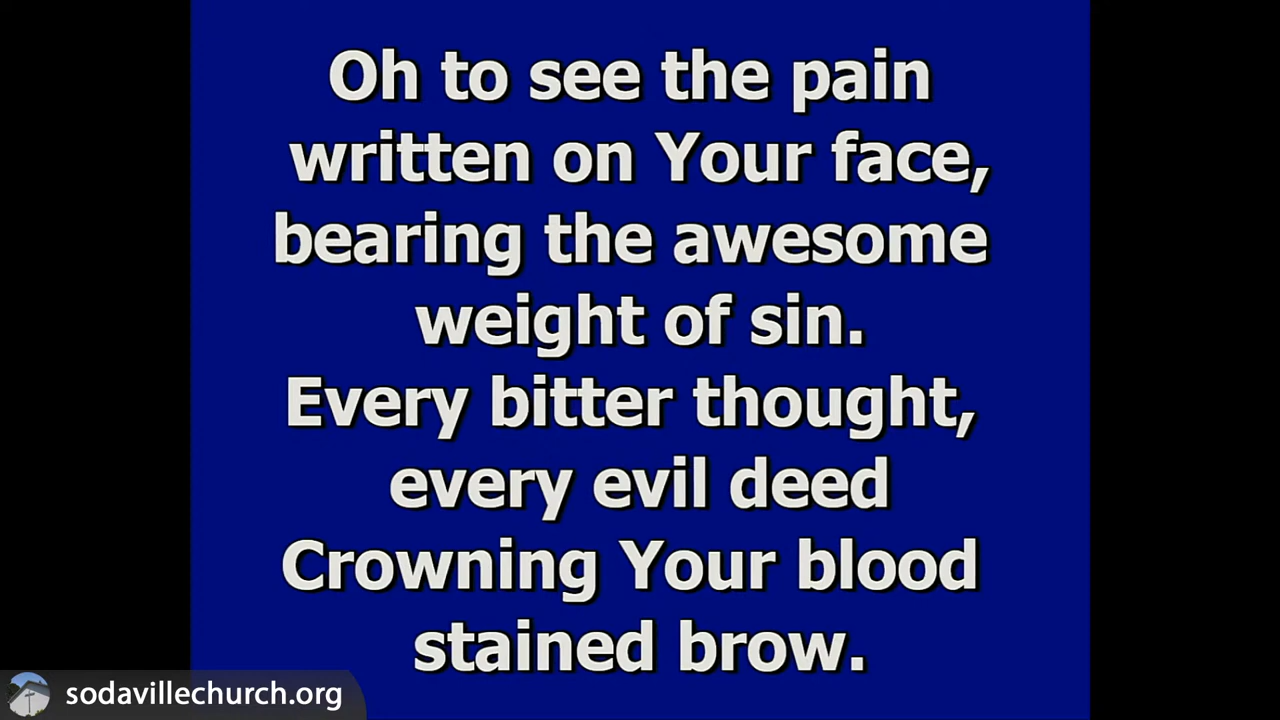 Oh to see the pain
written on Your face,
bearing the awesome
weight of sin.
Every bitter thought,
every evil deed
Crowning Your blood
stained brow.
sodavillechurch.org